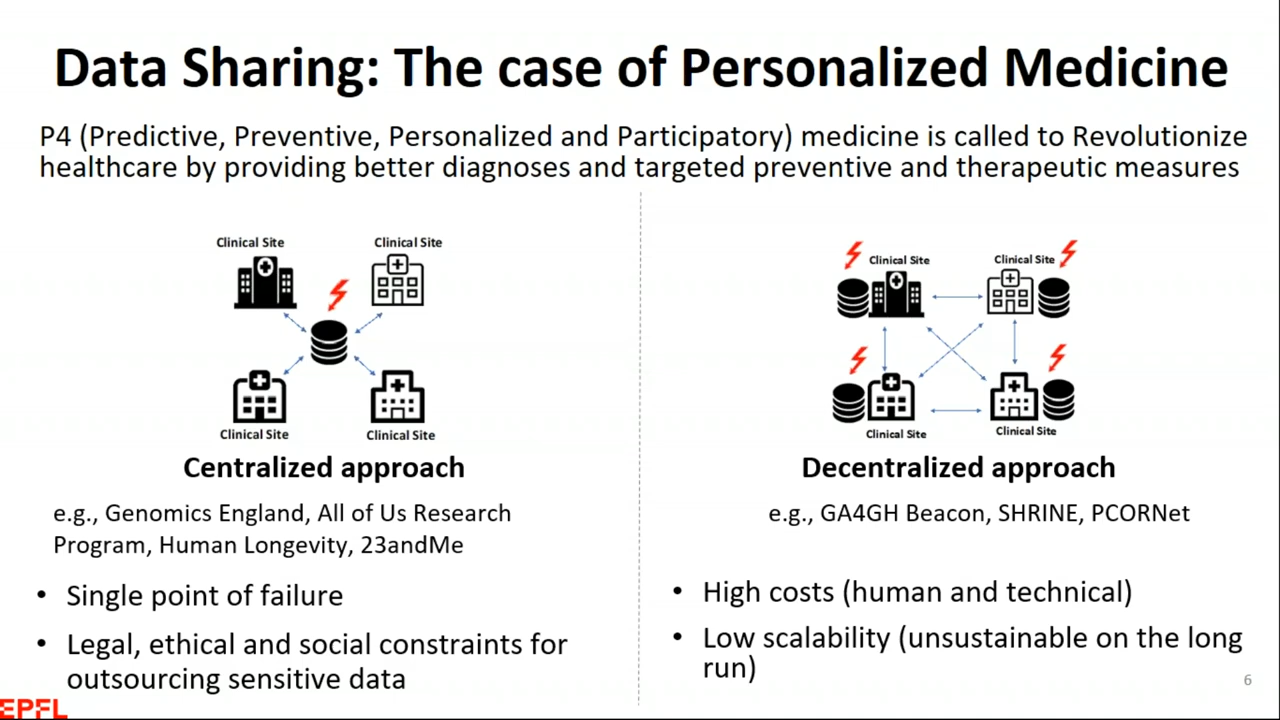 Data Sharing: The case of Personalized Medicine
P4 (Predictive, Preventive, Personalized and Participatory) medicine is called to Revolutionize
healthcare by providing better diagnoses and targeted preventive and therapeutic measures
Clinical Site
Clinical Site
Clinical Site
Clinical Site
Centralized approach
e.g., Genomics England, All of Us Research
Program, Human Longevity, 23andMe
• Single point of failure
• Legal, ethical and social constraints for
outsourcing sensitive data
Clinical Site
Clinical Site
Clinical Site
Clinical Site
Decentralized approach
e.g., GA4GH Beacon, SHRINE, PCORNet
• High costs (human and technical)
• Low scalability (unsustainable on the long
run)
6
EPFL